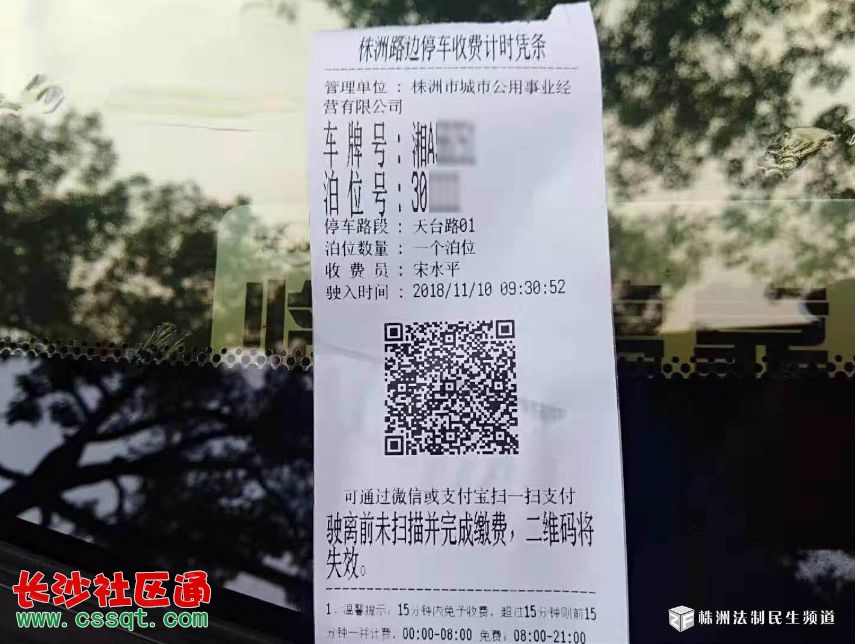 株洲路边停车收费计时凭条
管理单位：株洲市城市公用事业经
营有限公司
车牌号：湘A
泊位号：30
停车路段：天台路01
泊位数量：一个泊位
收费员：宋水平
驶入时间：2018/11/10 09:30:52
可通过微信或支付宝扫一扫支付
驶离前未扫描并完成缴费，二维码将
失效。
1、温馨提示：15分钟内免予收费、超过15分钟则前15
分钟一并计费，00:00-08:00 免费；08:00-21:00
长沙社区通
www.cssqt.com
株洲法制民生频道